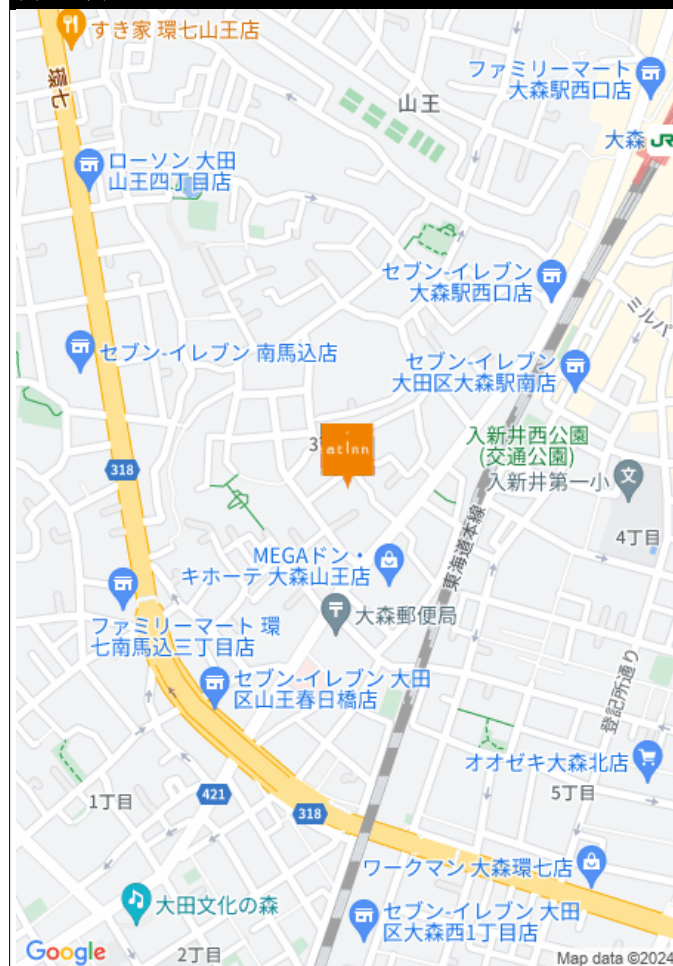 すき家 環七山王店
環七
ファミリーマート
大森駅西口店
山王
大森 JR
ローソン 大田
山王四丁目店
セブン-イレブン
大森駅西口店
ミルパ
セブン-イレブン 南馬込店
セブン-イレブン
大田区大森駅南店
3
at Inn
入新井西公園
(交通公園)
入新井第一小
文
318
4丁目
東海道本線
MEGAドン・
キホーテ 大森山王店
大森郵便局
ファミリーマート 環
七南馬込三丁目店
セブン-イレブン 大田
区山王春日橋店
登記所通り
オオゼキ大森北店
5丁目
1丁目
421
318
ワークマン 大森環七店
大田文化の森
セブン-イレブン 大田
区大森西1丁目店
2丁目
Google
Map data ©2024